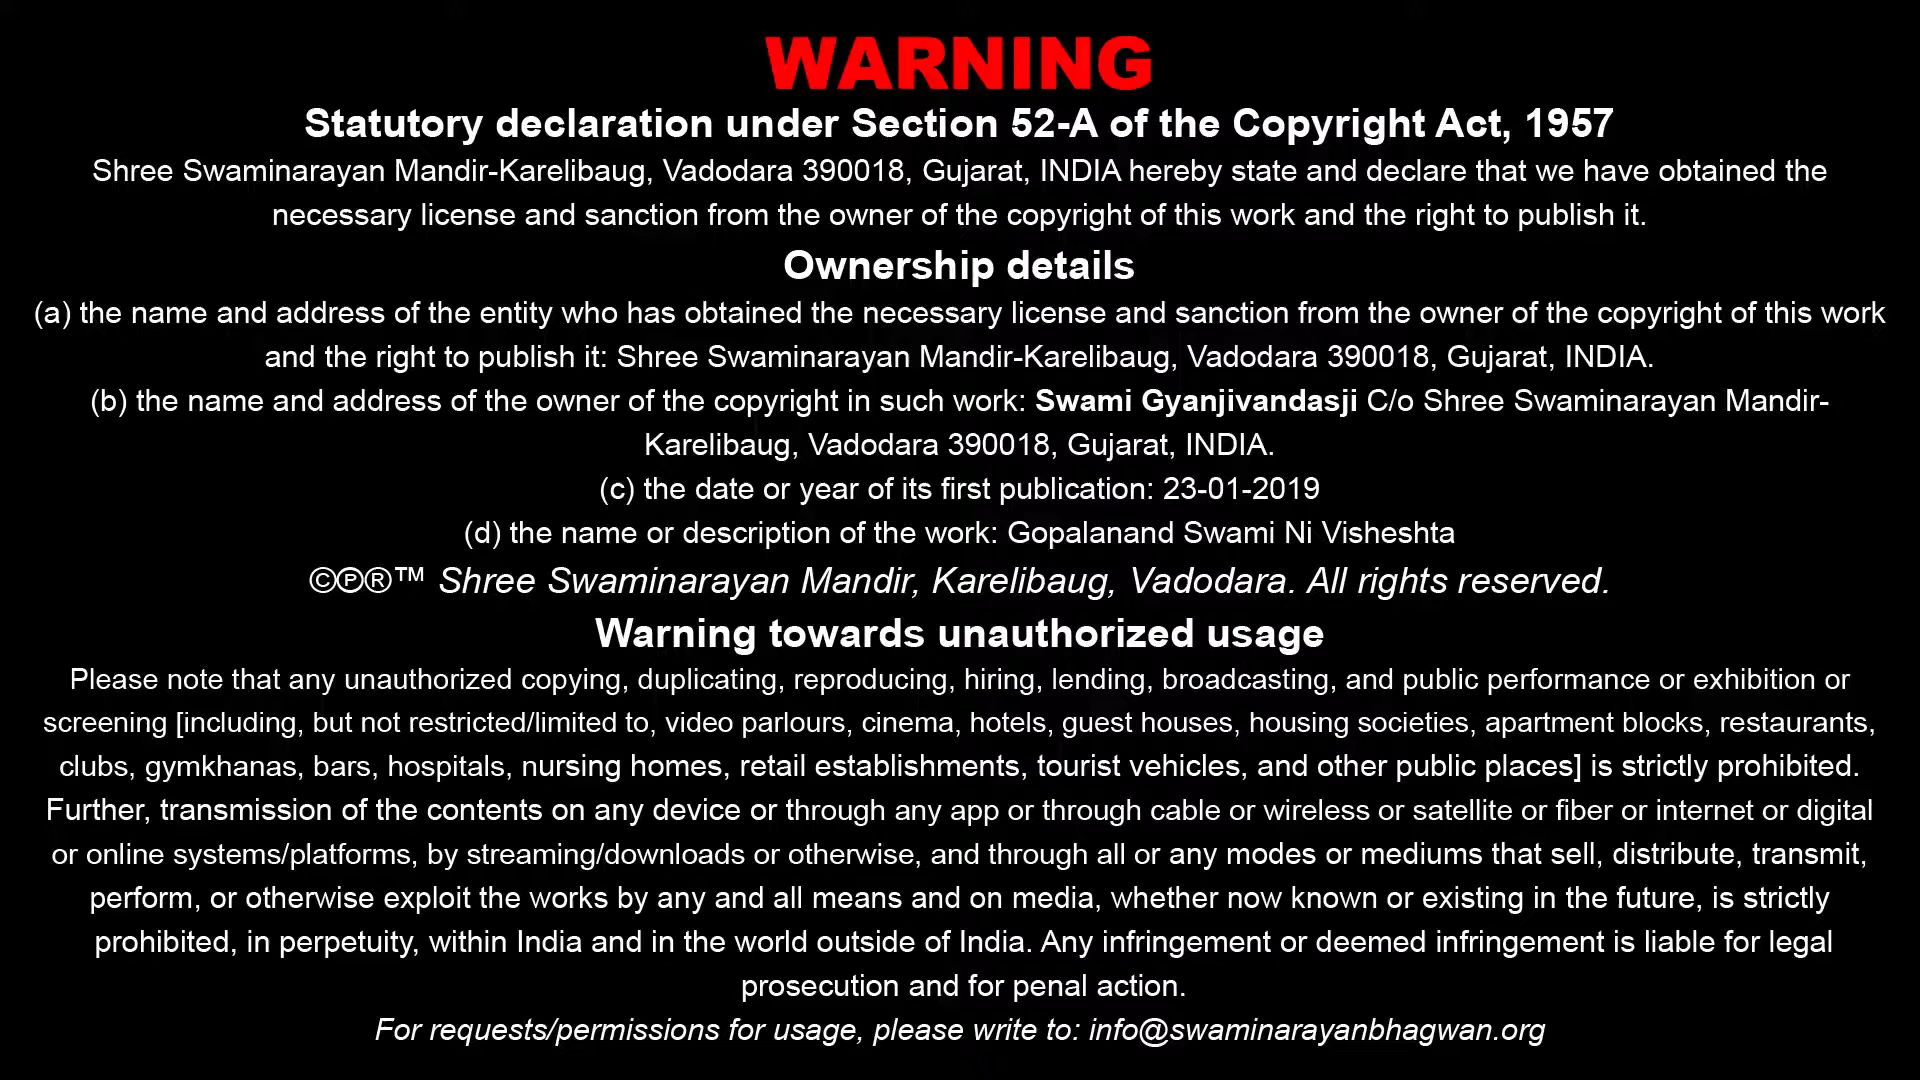 WARNING
Statutory declaration under Section 52-A of the Copyright Act, 1957
Shree Swaminarayan Mandir-Karelibaug, Vadodara 390018, Gujarat, INDIA hereby state and declare that we have obtained the
necessary license and sanction from the owner of the copyright of this work and the right to publish it.
Ownership details
(a) the name and address of the entity who has obtained the necessary license and sanction from the owner of the copyright of this work
and the right to publish it: Shree Swaminarayan Mandir-Karelibaug, Vadodara 390018, Gujarat, INDIA.
(b) the name and address of the owner of the copyright in such work: Swami Gyanjivandasji C/o Shree Swaminarayan Mandir-
Karelibaug, Vadodara 390018, Gujarat, INDIA.
(c) the date or year of its first publication: 23-01-2019
(d) the name or description of the work: Gopalanand Swami Ni Visheshta
©℗®™ Shree Swaminarayan Mandir, Karelibaug, Vadodara. All rights reserved.
Warning towards unauthorized usage
Please note that any unauthorized copying, duplicating, reproducing, hiring, lending, broadcasting, and public performance or exhibition or
screening [including, but not restricted/limited to, video parlours, cinema, hotels, guest houses, housing societies, apartment blocks, restaurants,
clubs, gymkhanas, bars, hospitals, nursing homes, retail establishments, tourist vehicles, and other public places] is strictly prohibited.
Further, transmission of the contents on any device or through any app or through cable or wireless or satellite or fiber or internet or digital
or online systems/platforms, by streaming/downloads or otherwise, and through all or any modes or mediums that sell, distribute, transmit,
perform, or otherwise exploit the works by any and all means and on media, whether now known or existing in the future, is strictly
prohibited, in perpetuity, within India and in the world outside of India. Any infringement or deemed infringement is liable for legal
prosecution and for penal action.
For requests/permissions for usage, please write to: info@swaminarayanbhagwan.org